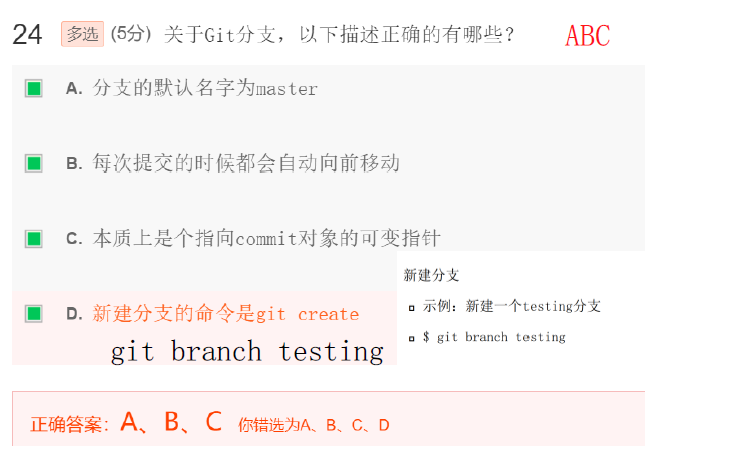 24 多选 (5分) 关于Git分支，以下描述正确的有哪些？ ABC
A. 分支的默认名字为master
B. 每次提交的时候都会自动向前移动
C. 本质上是个指向commit对象的可变指针
新建分支
示例：新建一个testing分支
D. 新建分支的命令是git create
$ git branch testing
git branch testing
正确答案：A、B、C 你错选为A、B、C、D